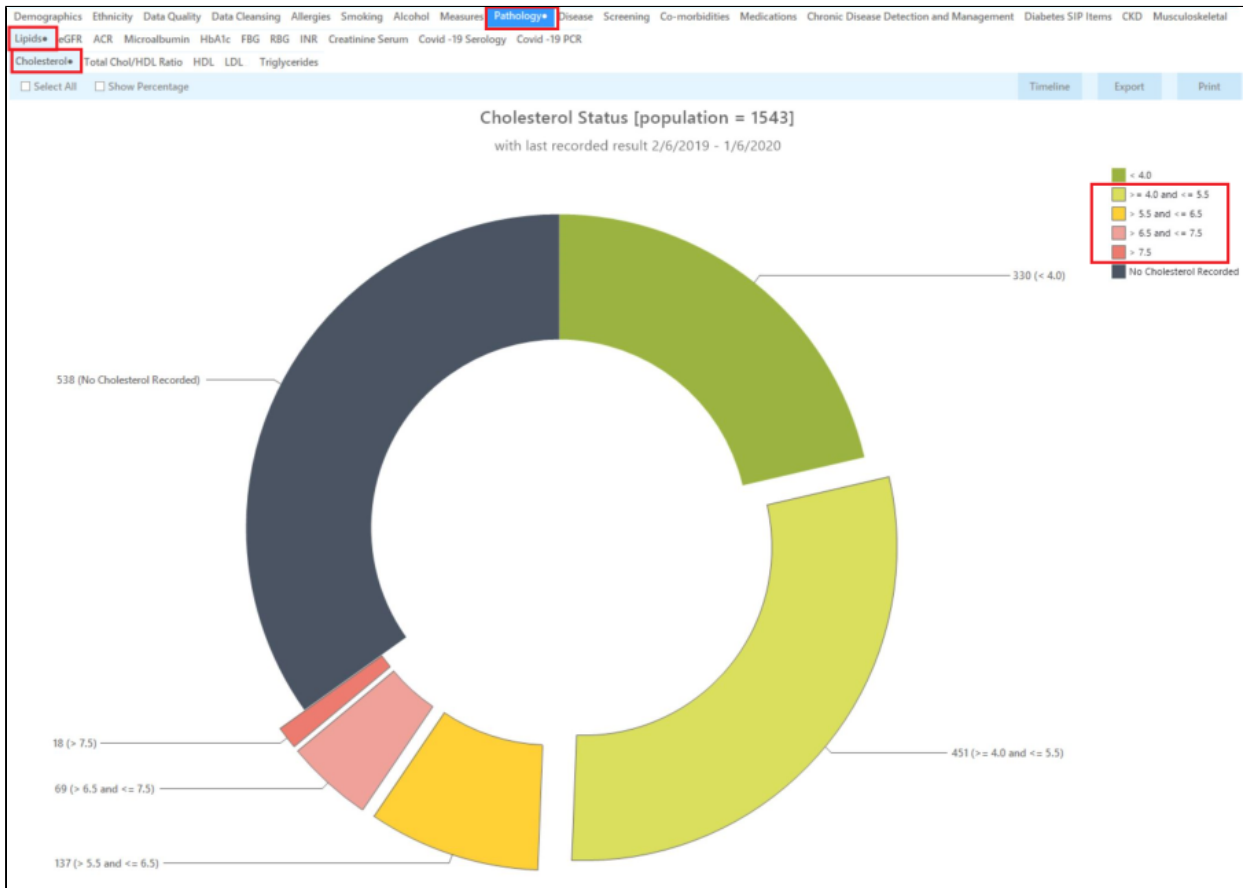 Demographics Ethnicity Data Quality Data Cleansing Allergies Smoking Alcohol Measures Pathology• Disease Screening Co-morbidities Medications Chronic Disease Detection and Management Diabetes SIP Items CKD Musculoskeletal
Lipids• eGFR ACR Microalbumin HbA1c FBG RBG INR Creatinine Serum Covid -19 Serology Covid -19 PCR
Cholesterol• Total Chol/HDL Ratio HDL LDL Triglycerides
Select All Show Percentage Timeline Export Print
Cholesterol Status [population = 1543]
with last recorded result 2/6/2019 - 1/6/2020
< 4.0
>= 4.0 and <= 5.5
> 5.5 and <= 6.5
> 6.5 and <= 7.5
> 7.5
No Cholesterol Recorded
330 (< 4.0)
538 (No Cholesterol Recorded)
18 (> 7.5)
451 (>= 4.0 and <= 5.5)
69 (> 6.5 and <= 7.5)
137 (> 5.5 and <= 6.5)